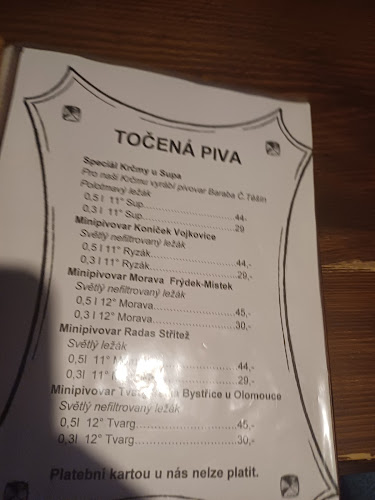 TOČENÁ PIVA
Speciál Krčmy u Supa
Pro naši Krčmu vyrábí pivovar Baraba Č.Těšín
Polotmavý ležák
0,5 l 11° Sup.......................44-
0,3 l 11° Sup.......................29
Minipivovar Koníček Vojkovice
Světlý nefiltrovaný ležák
0,5 l 11° Ryzák.......................44,-
0,3 l 11° Ryzák.......................29,-
Minipivovar Morava Frýdek-Místek
Světlý nefiltrovaný ležák
0,5 l 12° Morava.......................45,-
0,3 l 12° Morava.......................30,-
Minipivovar Radas Střítež
Světlý ležák
0,5l 11° .......................44,-
0,3l 11° .......................29,-
Minipivovar Bystřice u Olomouce
Světlý nefiltrovaný ležák
0,5l 12° Tvarg.......................45,-
0,3l 12° Tvarg.......................30,-
Platební kartou u nás nelze platit.